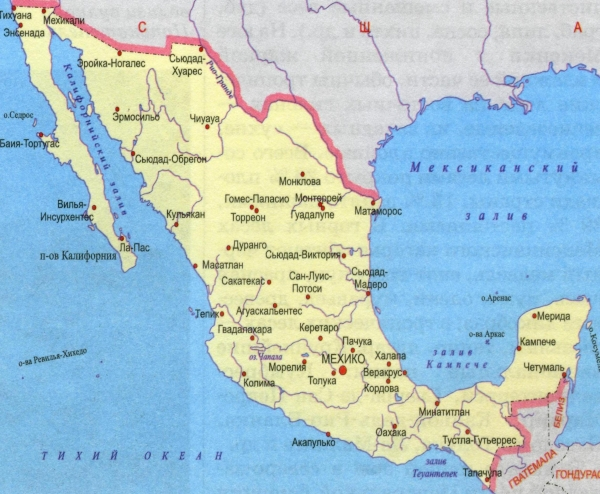 С
Ш
А
Тихуана
Мехикали
Энсенада
Эройка-Ногалес
Сьюдад-
Хуарес
Рио-Гранде
о.Седрос
Эрмосильо
Чиуауа
Калифорнийский залив
Баия-Тортугас
Сьюдад-Обрегон
Мексиканский
залив
Монклова
Вилья-
Инсурхентес
Кульякан
Гомес-Паласио
Торреон
Монтеррей
Гуадалупе
Матаморос
Ла-Пас
п-ов Калифорния
Дуранго
Сьюдад-Виктория
Масатлан
Сакатекас
Сан-Луис-
Потоси
Сьюдад-
Мадеро
о.Аренас
Тепик
Агуаскальентес
Мерида
Гвадалахара
Керетаро
Пачука
о-ва Аркас
Кампече
оз.Чапала
МЕХИКО
Халапа
залив
Кампече
о-ва Ревилья-Хихедо
Морелия
Толука
Веракрус
Четумаль
Колима
Кордова
Минатитлан
БЕЛИЗ
Акапулько
Оахака
Тустла-Гутьеррес
ТИХИЙ ОКЕАН
залив
Теуантепек
Тапачула
ГВАТЕМАЛА
ГОНДУРАС